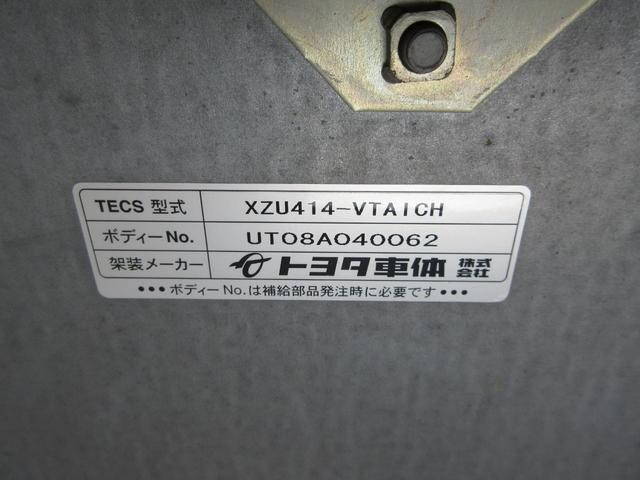 TECS 型式 XZU414-VTAICH
ボディーNo. UT08A040062
架装メーカー トヨタ車体 株式会社
●●●ボディーNo.は補給部品発注時に必要です●●●